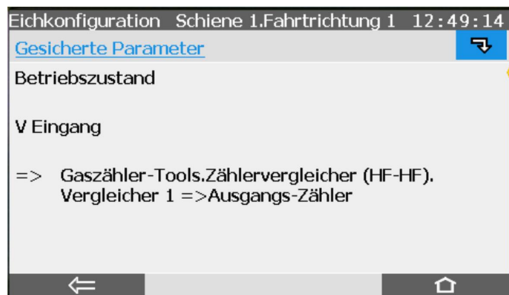 Eichkonfiguration Schiene 1.Fahrtrichtung 1 12:49:14
Gesicherte Parameter
Betriebszustand
V Eingang
=> Gaszähler-Tools.Zählervergleicher (HF-HF).
Vergleicher 1 =>Ausgangs-Zähler